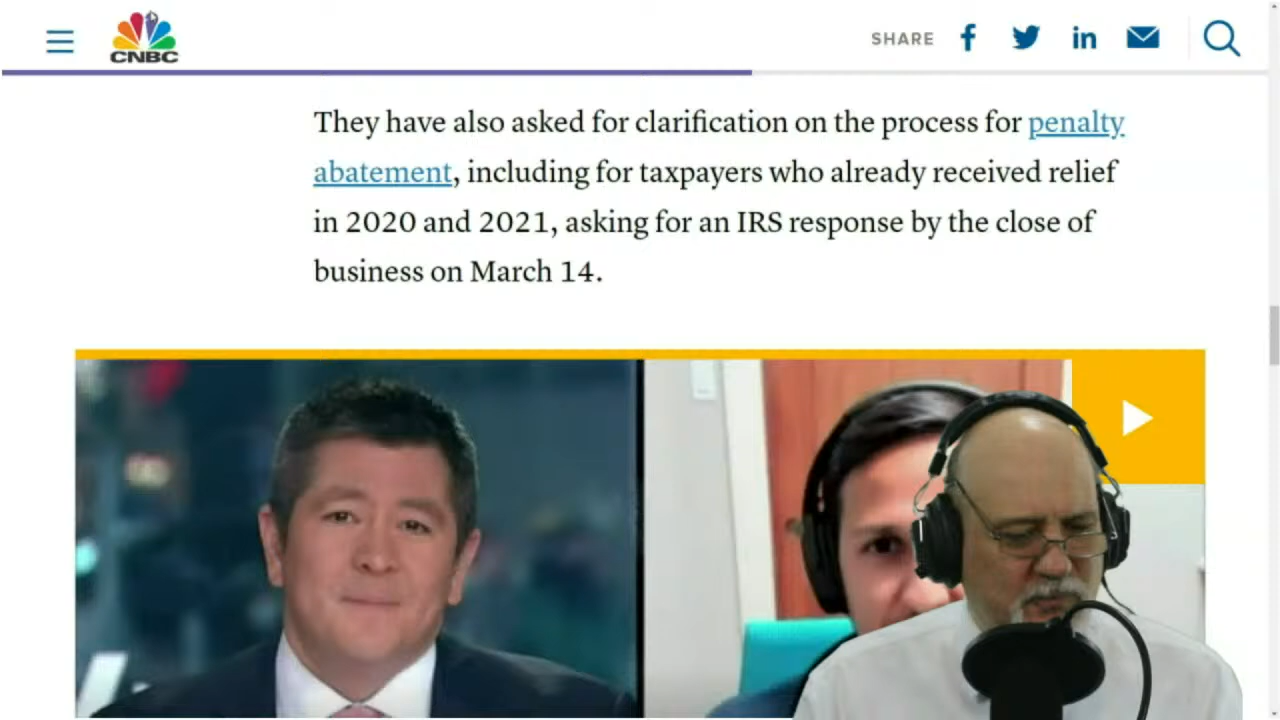 CNBC
SHARE
They have also asked for clarification on the process for penalty
abatement, including for taxpayers who already received relief
in 2020 and 2021, asking for an IRS response by the close of
business on March 14.